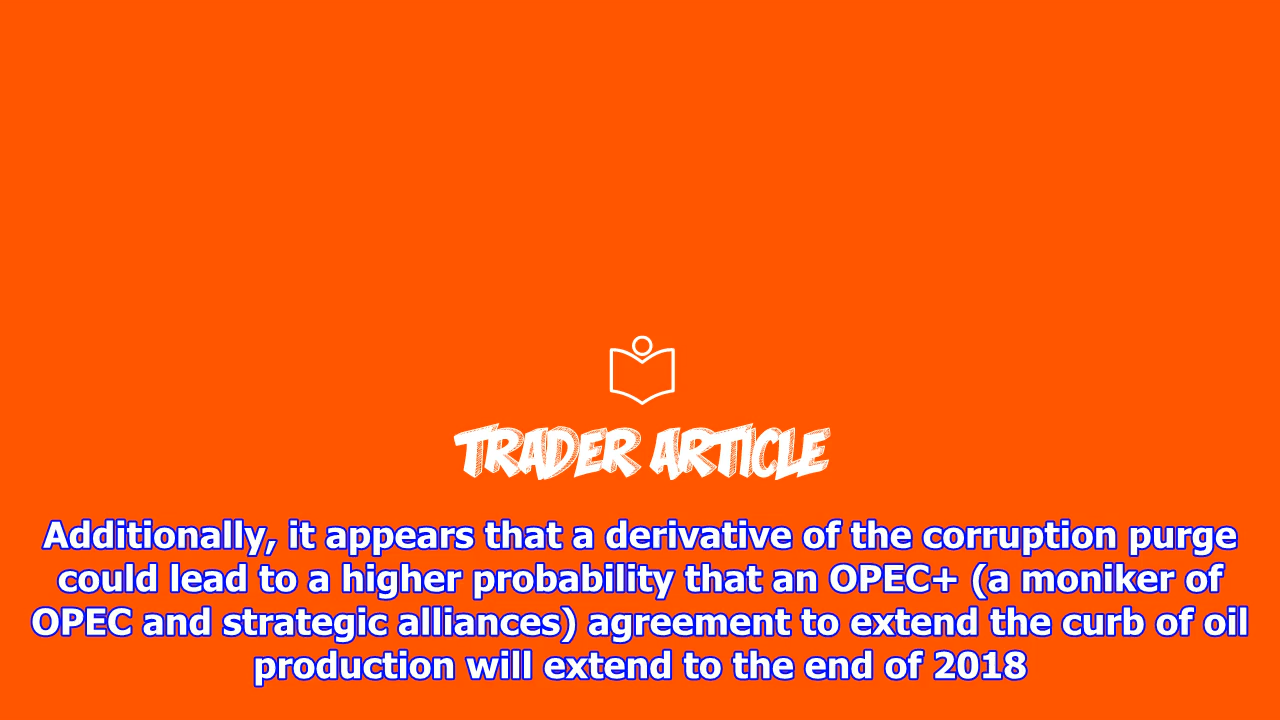 TRADER ARTICLE
Additionally, it appears that a derivative of the corruption purge
could lead to a higher probability that an OPEC+ (a moniker of
OPEC and strategic alliances) agreement to extend the curb of oil
production will extend to the end of 2018